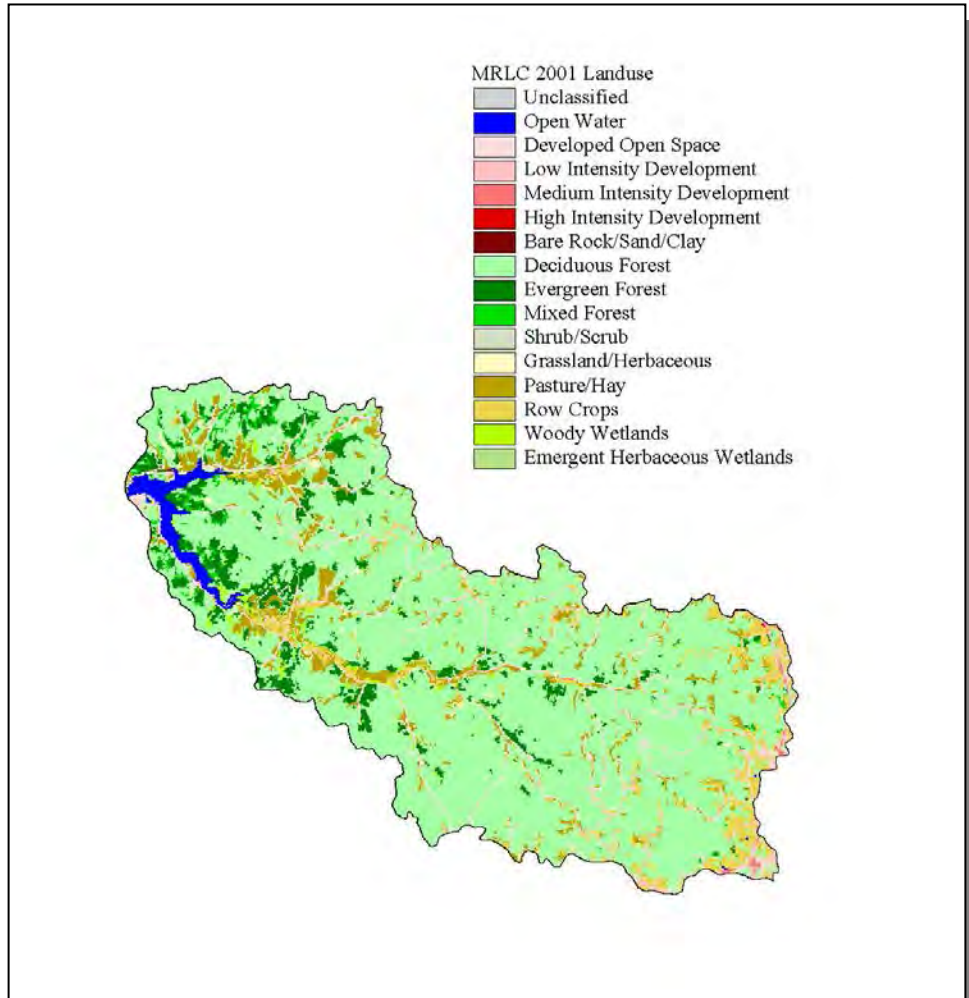 MRLC 2001 Landuse
Unclassified
Open Water
Developed Open Space
Low Intensity Development
Medium Intensity Development
High Intensity Development
Bare Rock/Sand/Clay
Deciduous Forest
Evergreen Forest
Mixed Forest
Shrub/Scrub
Grassland/Herbaceous
Pasture/Hay
Row Crops
Woody Wetlands
Emergent Herbaceous Wetlands